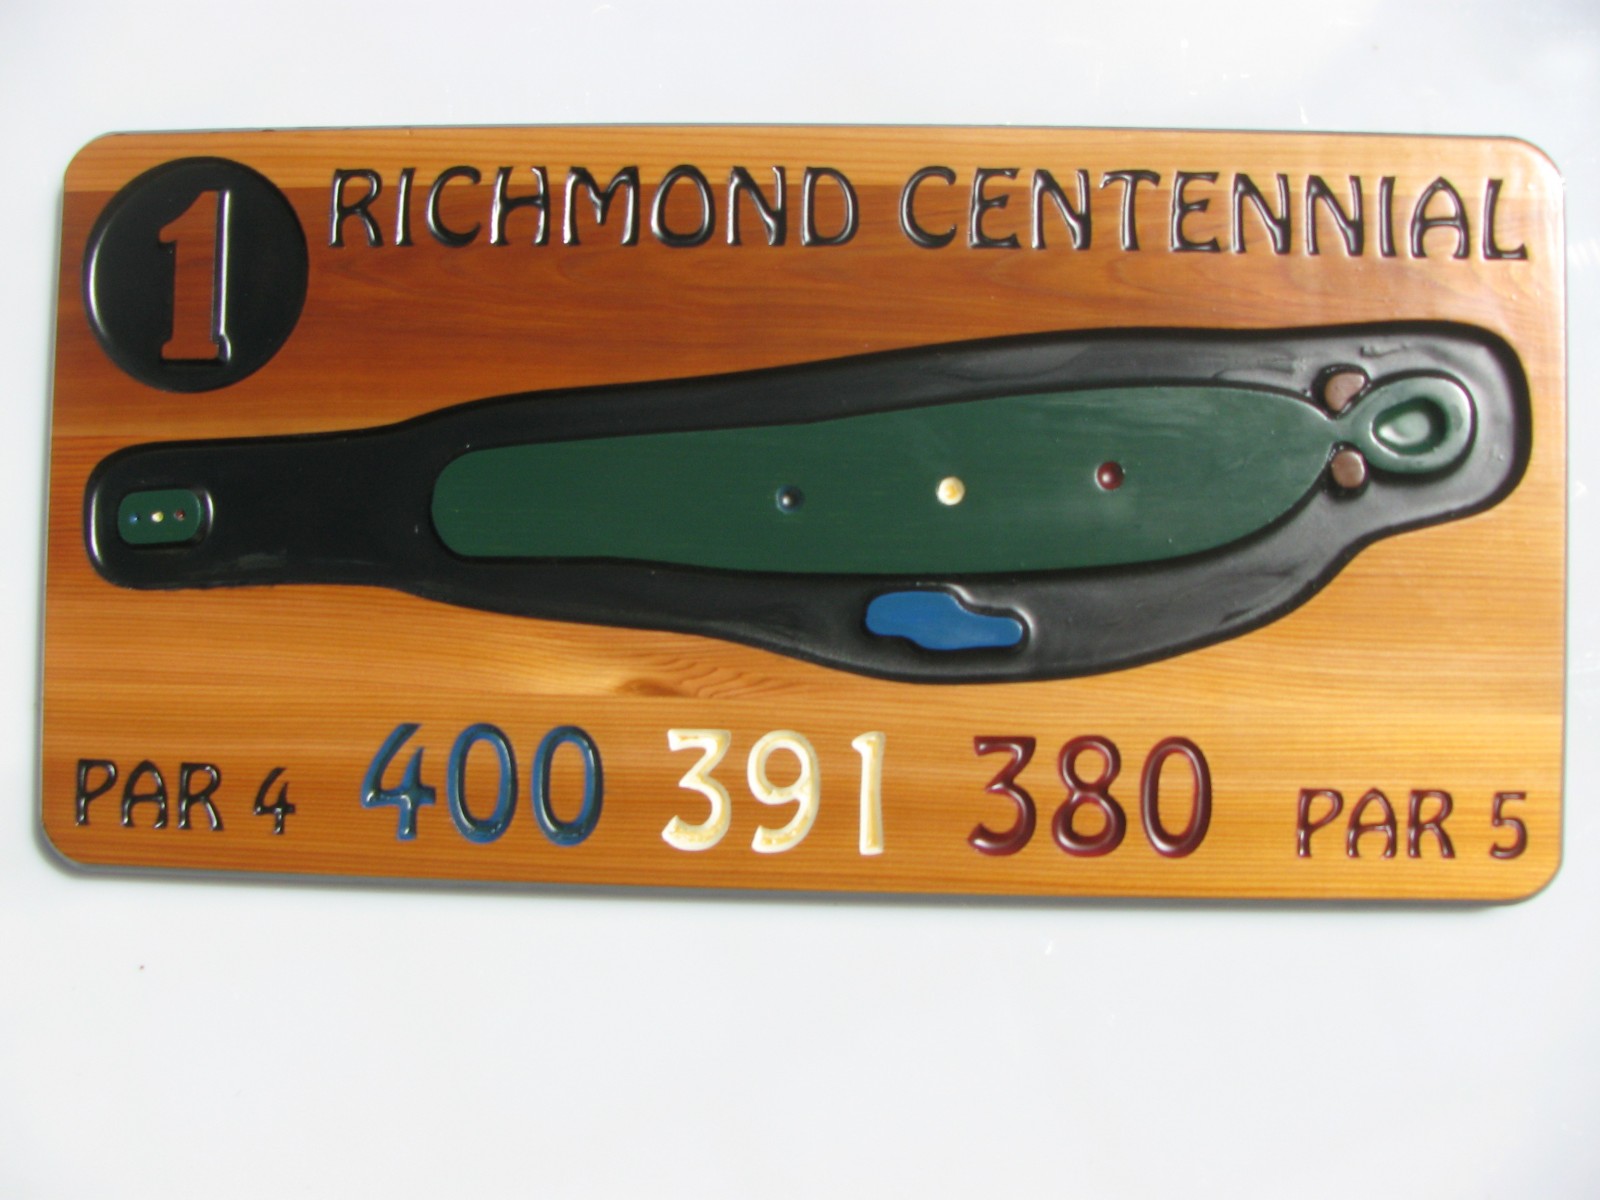 1 RICHMOND CENTENNIAL
PAR 4 400 391 380 PAR 5